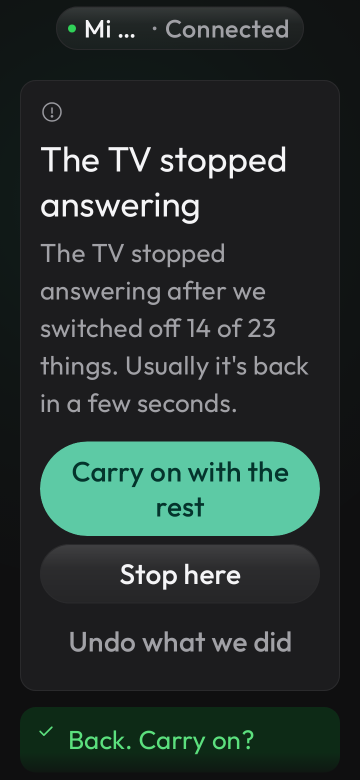 Mi ... · Connected
The TV stopped
answering
The TV stopped
answering after we
switched off 14 of 23
things. Usually it's back
in a few seconds.
Carry on with the
rest
Stop here
Undo what we did
Back. Carry on?